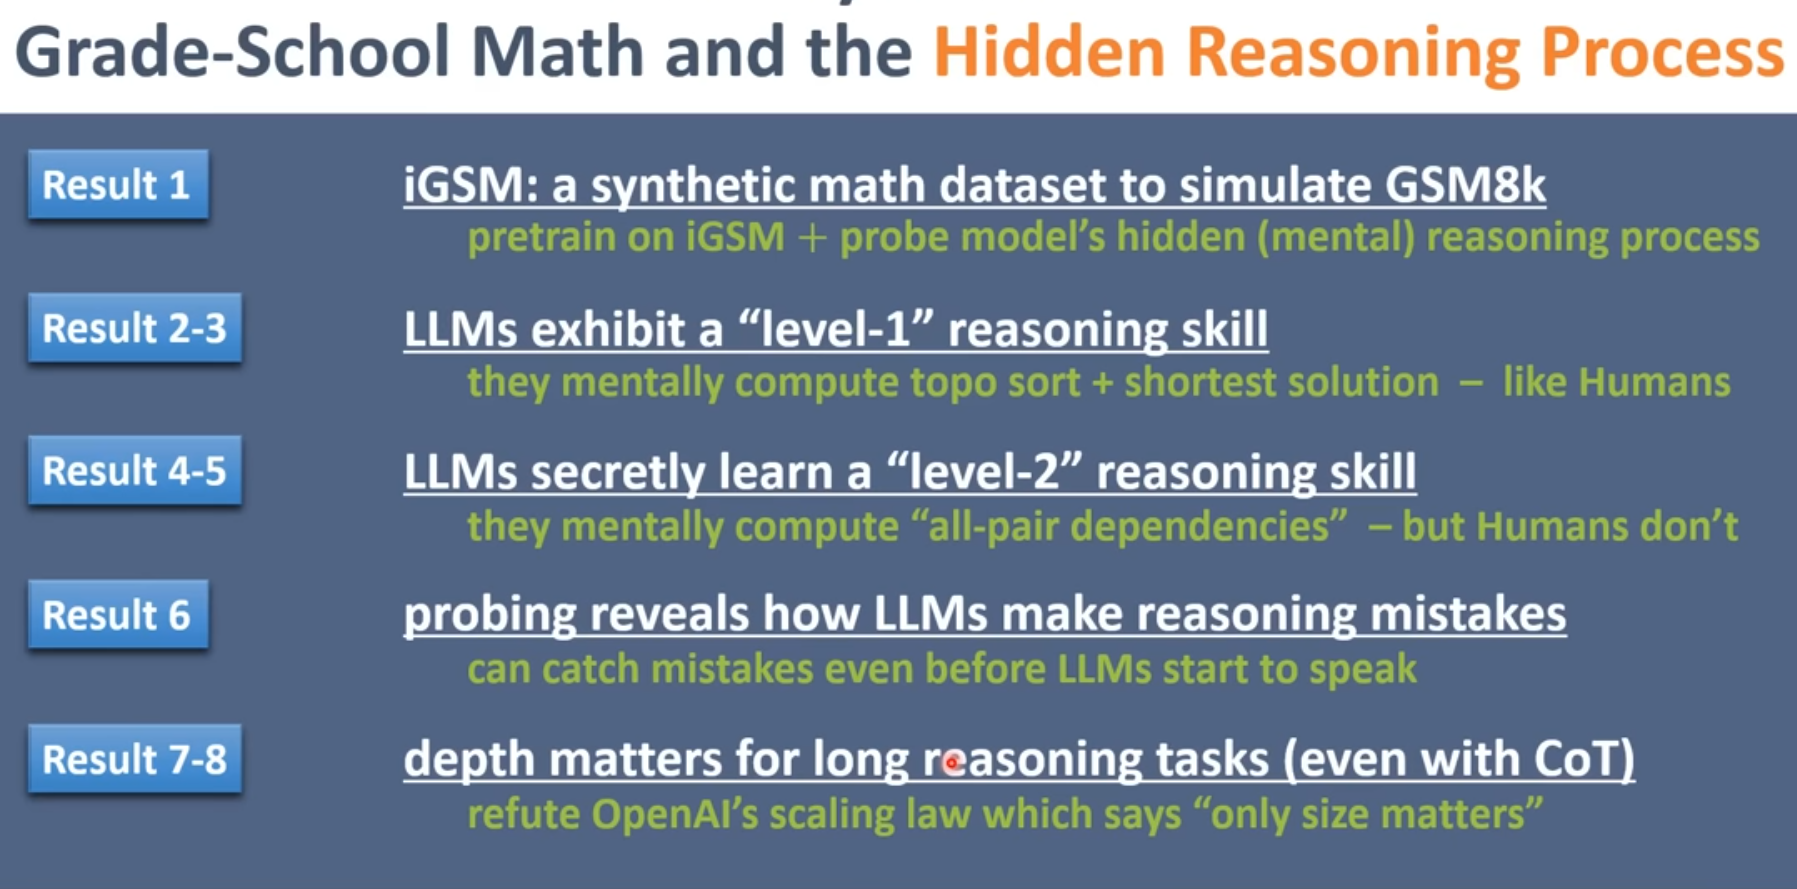 Grade-School Math and the Hidden Reasoning Process
Result 1
iGSM: a synthetic math dataset to simulate GSM8k
pretrain on iGSM + probe model’s hidden (mental) reasoning process
Result 2-3
LLMs exhibit a “level-1” reasoning skill
they mentally compute topo sort + shortest solution – like Humans
Result 4-5
LLMs secretly learn a “level-2” reasoning skill
they mentally compute “all-pair dependencies” – but Humans don’t
Result 6
probing reveals how LLMs make reasoning mistakes
can catch mistakes even before LLMs start to speak
Result 7-8
depth matters for long reasoning tasks (even with CoT)
refute OpenAI’s scaling law which says “only size matters”